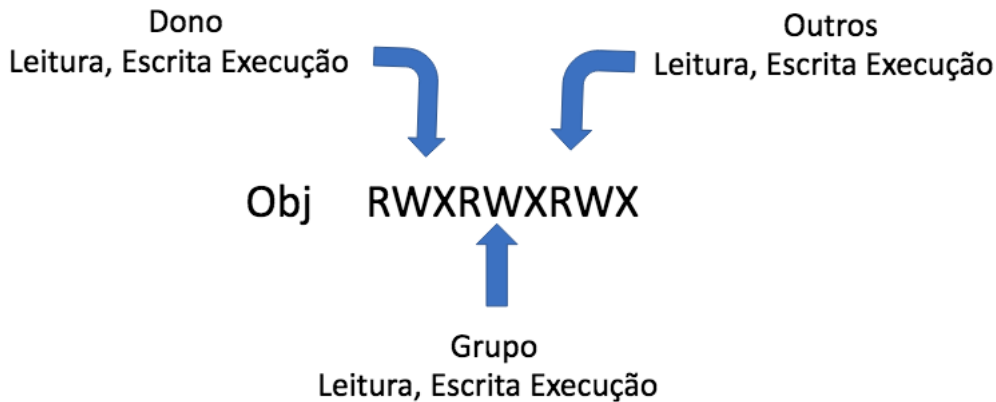 Dono
Leitura, Escrita Execução
Outros
Leitura, Escrita Execução
Obj RWXRWXRWX
Grupo
Leitura, Escrita Execução